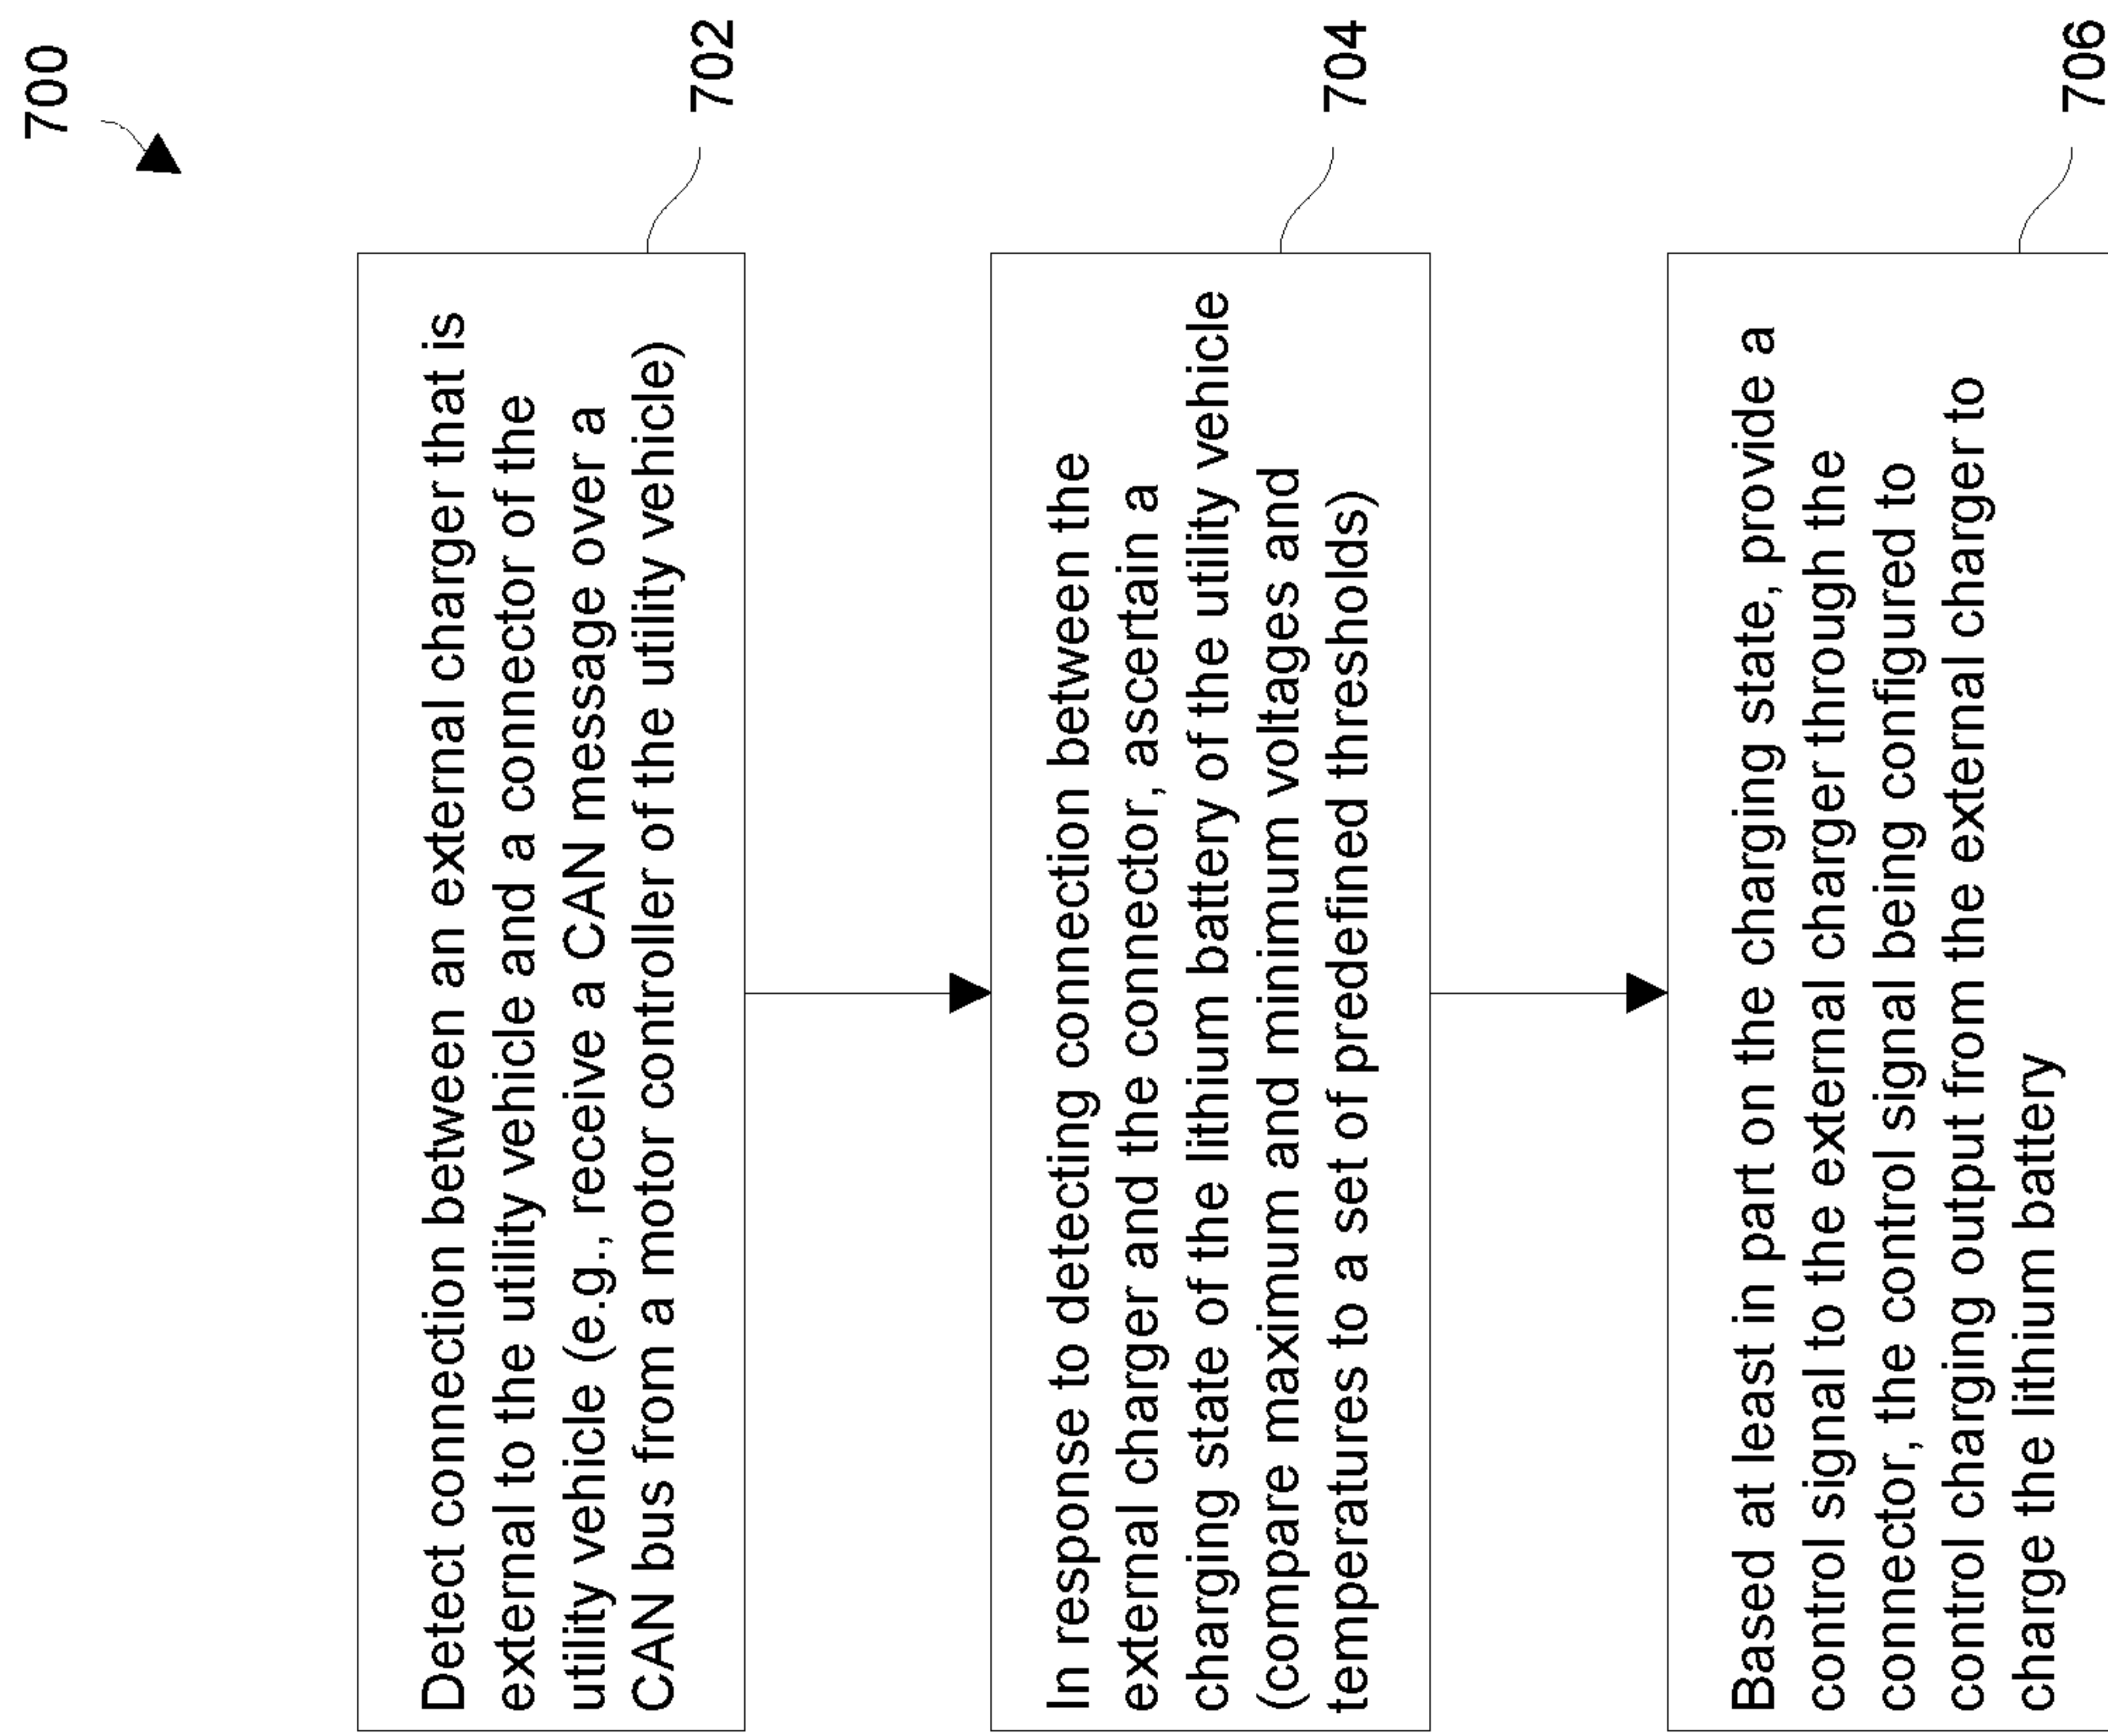 700
Detect connection between an external charger that is
external to the utility vehicle and a connector of the
utility vehicle (e.g., receive a CAN message over a
CAN bus from a motor controller of the utility vehicle)
702
In response to detecting connection between the
external charger and the connector, ascertain a
charging state of the lithium battery of the utility vehicle
(compare maximum and minimum voltages and
temperatures to a set of predefined thresholds)
704
Based at least in part on the charging state, provide a
control signal to the external charger through the
connector, the control signal being configured to
control charging output from the external charger to
charge the lithium battery
706